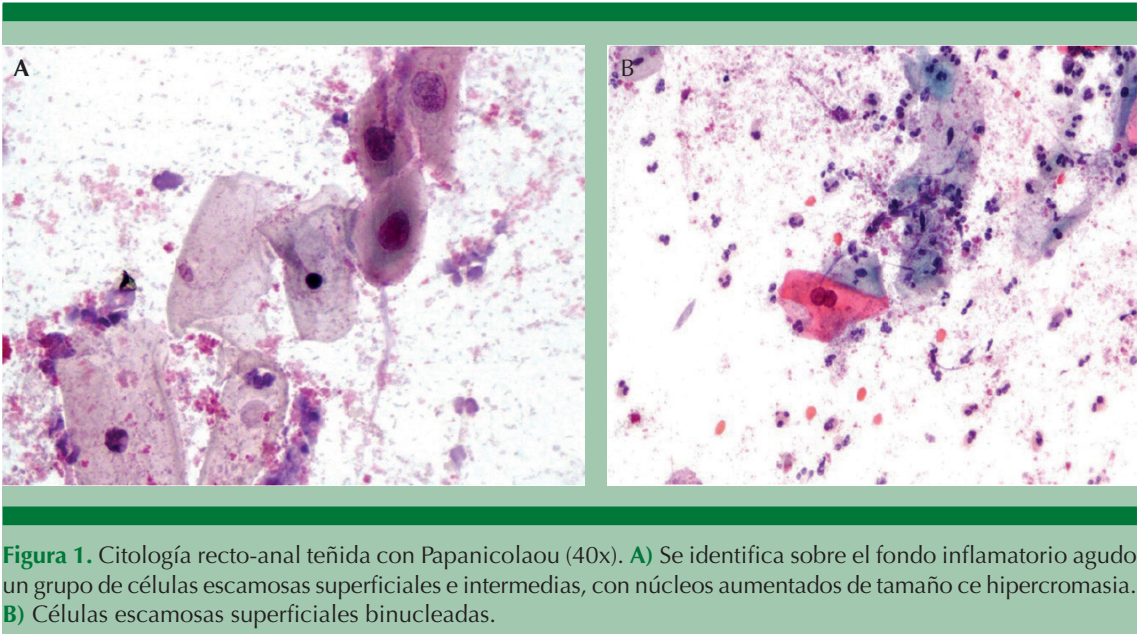 A
B
Figura 1. Citología recto-anal teñida con Papanicolaou (40x). A) Se identifica sobre el fondo inflamatorio agudo
un grupo de células escamosas superficiales e intermedias, con núcleos aumentados de tamaño ce hipercromasia.
B) Células escamosas superficiales binucleadas.